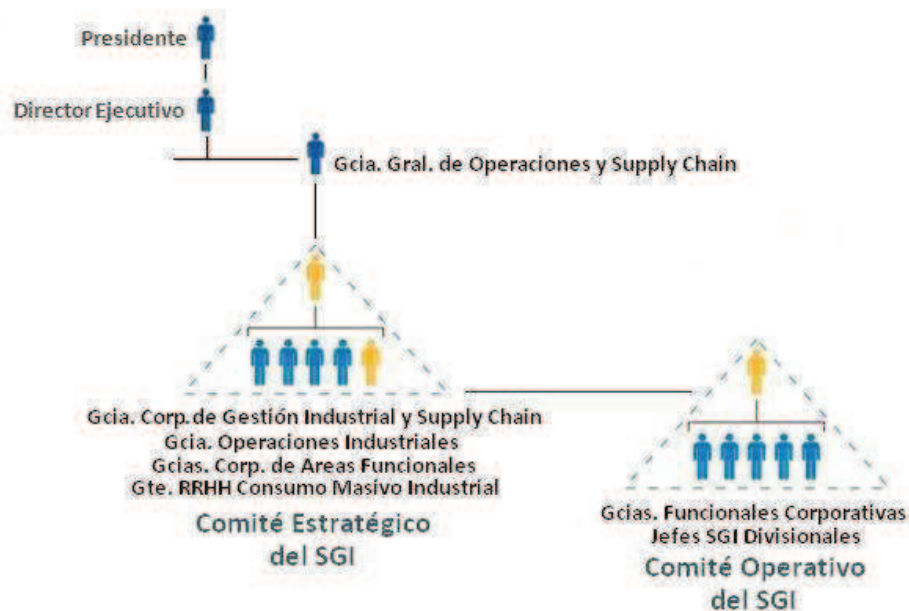 Presidente
Director Ejecutivo
Gcia. Gral. de Operaciones y Supply Chain
Gcia. Corp. de Gestión Industrial y Supply Chain
Gcia. Operaciones Industriales
Gcias. Corp. de Areas Funcionales
Gte. RRHH Consumo Masivo Industrial
Comité Estratégico
del SGI
Gcias. Funcionales Corporativas
Jefes SGI Divisionales
Comité Operativo
del SGI